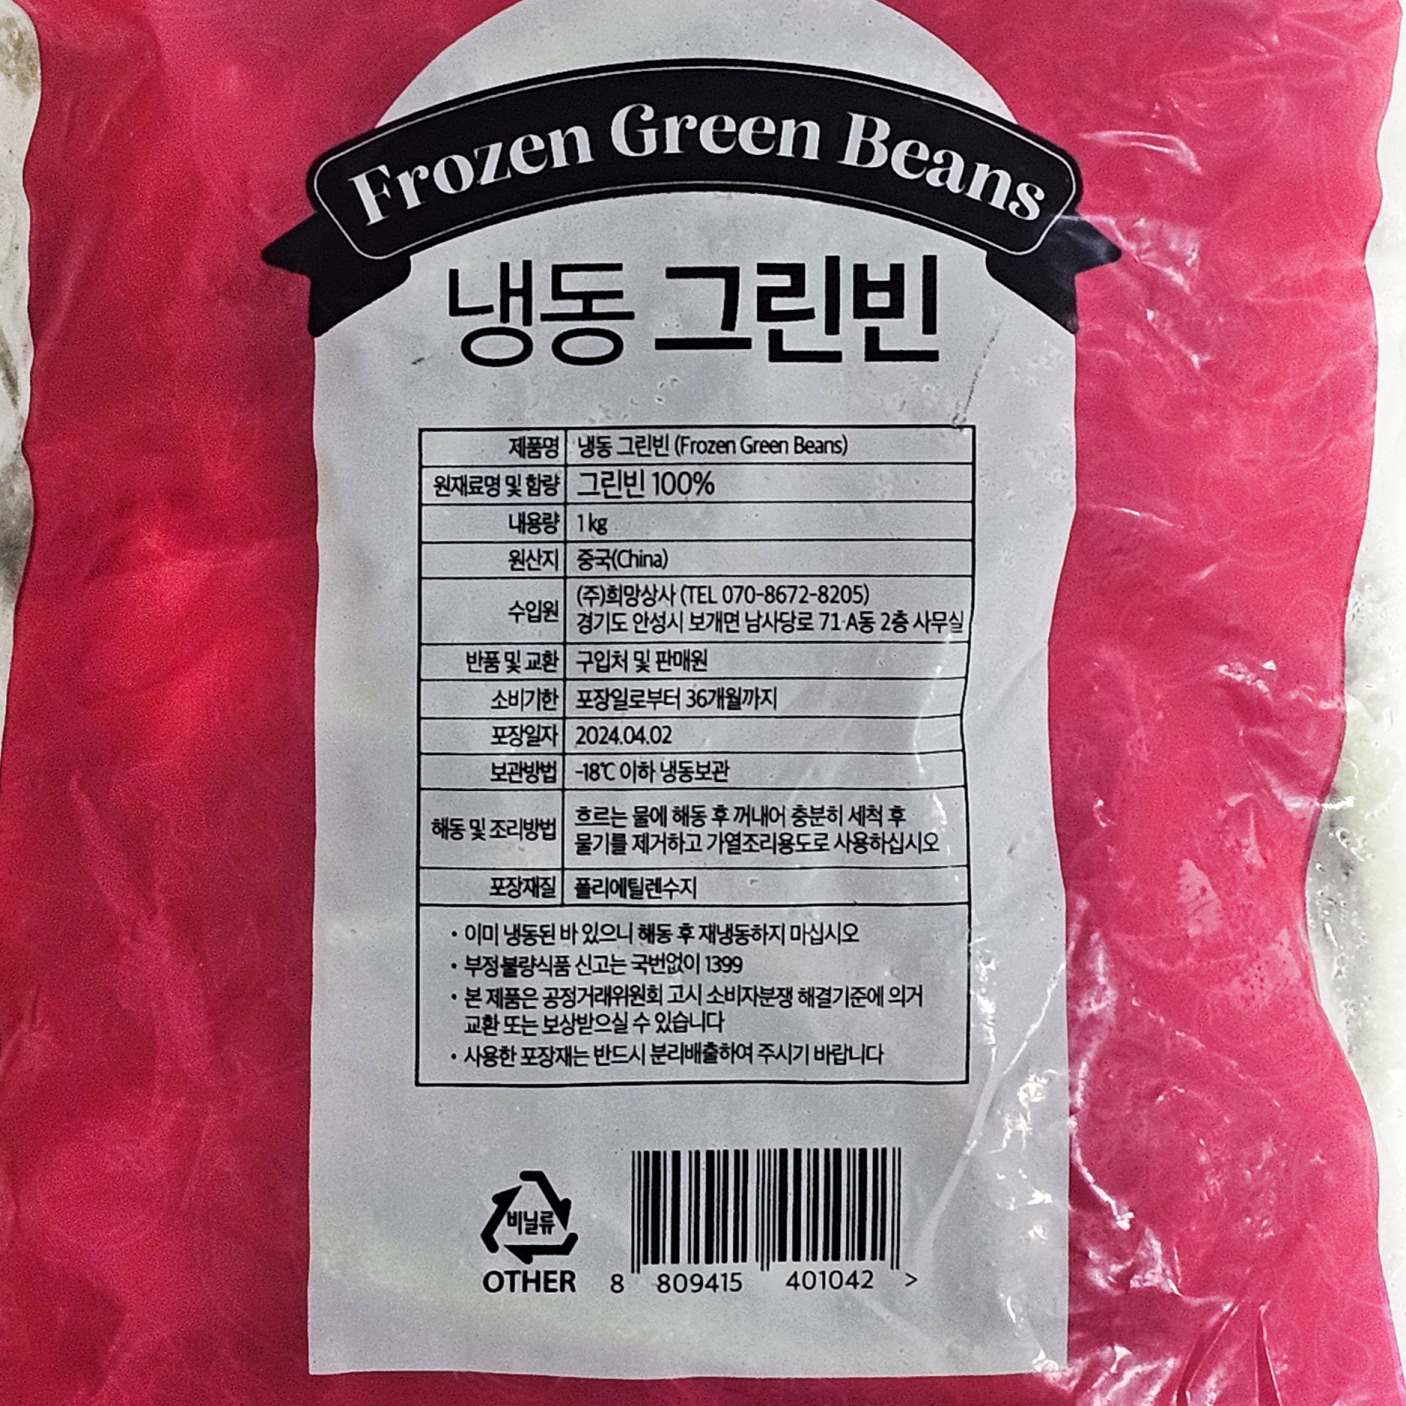 Frozen Green Beans
냉동 그린빈
제품명 냉동 그린빈 (Frozen Green Beans)
원재료명 및 함량 그린빈 100%
내용량 1 kg
원산지 중국(China)
수입원 (주)희망상사 (TEL 070-8672-8205)
경기도 안성시 보개면 남사당로 71 A동 2층 사무실
반품 및 교환 구입처 및 판매원
소비기한 포장일로부터 36개월까지
포장일자 2024.04.02
보관방법 -18℃ 이하 냉동보관
해동 및 조리방법 흐르는 물에 해동 후 꺼내어 충분히 세척 후
물기를 제거하고 가열조리용도로 사용하십시오
포장재질 폴리에틸렌수지
• 이미 냉동된 바 있으니 해동 후 재냉동하지 마십시오
• 부정·불량식품 신고는 국번없이 1399
• 본 제품은 공정거래위원회 고시 소비자분쟁 해결기준에 의거
교환 또는 보상받으실 수 있습니다
• 사용한 포장재는 반드시 분리배출하여 주시기 바랍니다
비닐류
OTHER
8 809415 401042 >